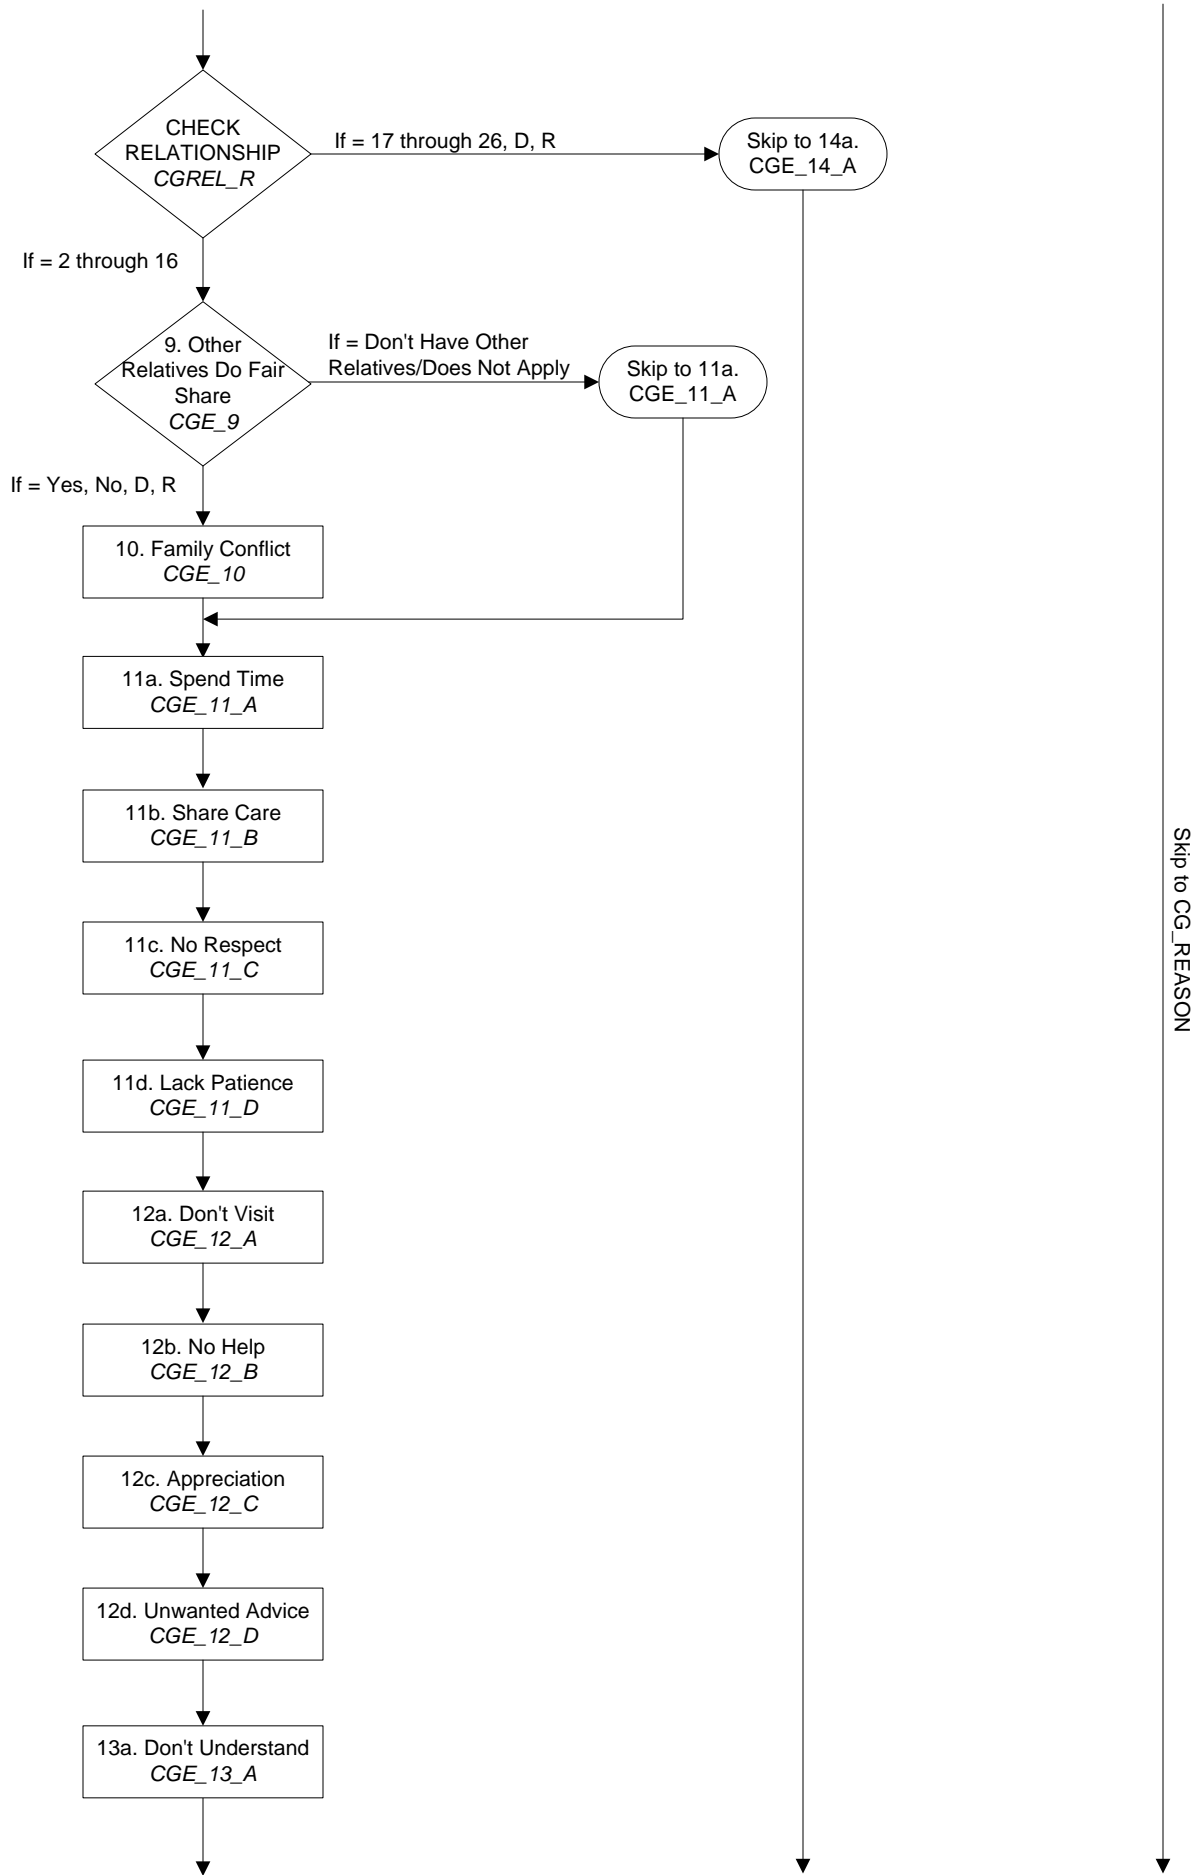 CHECK
RELATIONSHIP
CGREL_R
If = 17 through 26, D, R
Skip to 14a.
CGE_14_A
If = 2 through 16
9. Other
Relatives Do Fair
Share
CGE_9
If = Don't Have Other
Relatives/Does Not Apply
Skip to 11a.
CGE_11_A
If = Yes, No, D, R
10. Family Conflict
CGE_10
11a. Spend Time
CGE_11_A
11b. Share Care
CGE_11_B
11c. No Respect
CGE_11_C
11d. Lack Patience
CGE_11_D
12a. Don't Visit
CGE_12_A
12b. No Help
CGE_12_B
12c. Appreciation
CGE_12_C
12d. Unwanted Advice
CGE_12_D
13a. Don't Understand
CGE_13_A
Skip to CG_REASON